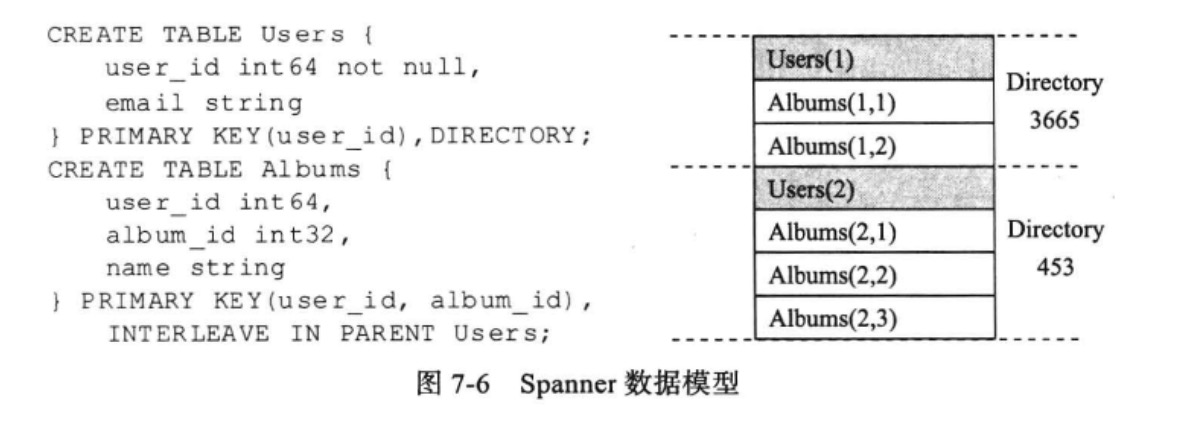 CREATE TABLE Users {
user_id int64 not null,
email string
} PRIMARY KEY(user_id),DIRECTORY;
CREATE TABLE Albums {
user_id int64,
album_id int32,
name string
} PRIMARY KEY(user_id, album_id),
INTERLEAVE IN PARENT Users;
Users(1)
Albums(1,1)
Albums(1,2)
Users(2)
Albums(2,1)
Albums(2,2)
Albums(2,3)
Directory
3665
Directory
453
图 7-6 Spanner 数据模型